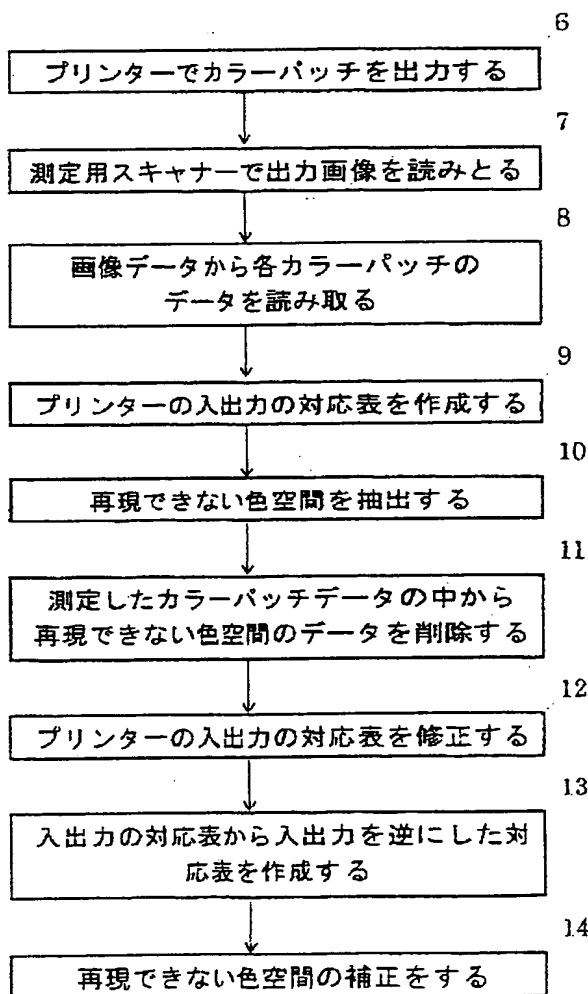 6
プリンターでカラーパッチを出力する
7
測定用スキャナーで出力画像を読みとる
8
画像データから各カラーパッチの
データを読み取る
9
プリンターの入出力の対応表を作成する
10
再現できない色空間を抽出する
11
測定したカラーパッチデータの中から
再現できない色空間のデータを削除する
12
プリンターの入出力の対応表を修正する
13
入出力の対応表から入出力を逆にした対
応表を作成する
14
再現できない色空間の補正をする